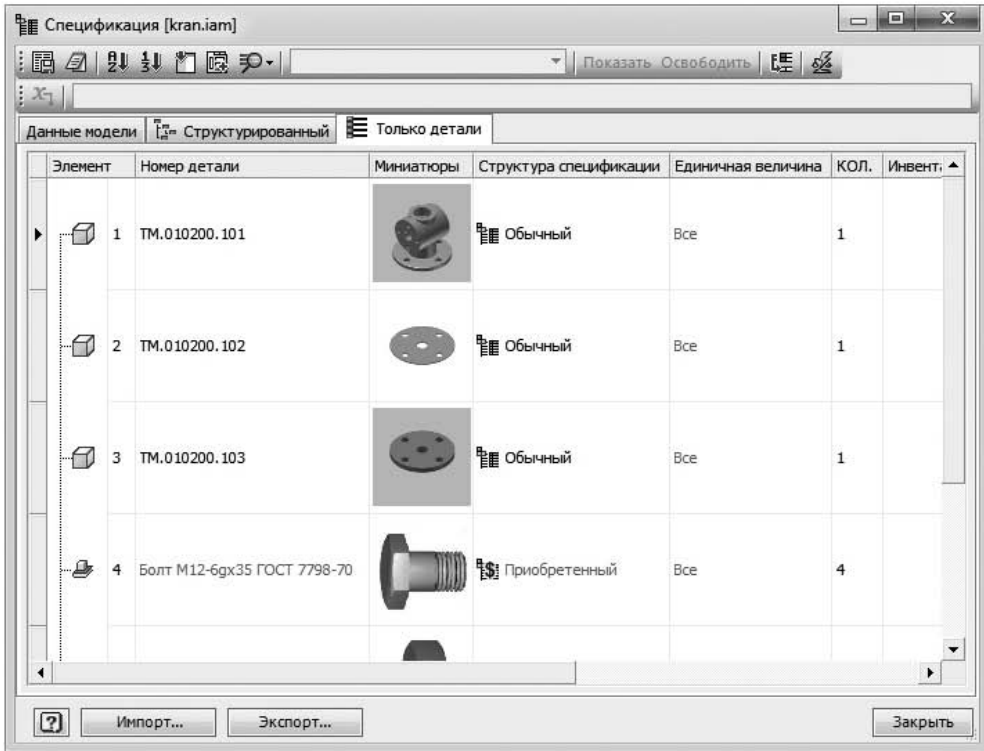 Спецификация [kran.iam]
Показать Освободить
Данные модели Структурированный Только детали
Элемент Номер детали Миниатюры Структура спецификации Единичная величина КОЛ. Инвент
1 ТМ.010200.101 Обычный Все 1
2 ТМ.010200.102 Обычный Все 1
3 ТМ.010200.103 Обычный Все 1
4 Болт М12-6gх35 ГОСТ 7798-70 Приобретенный Все 4
Импорт... Экспорт... Закрыть